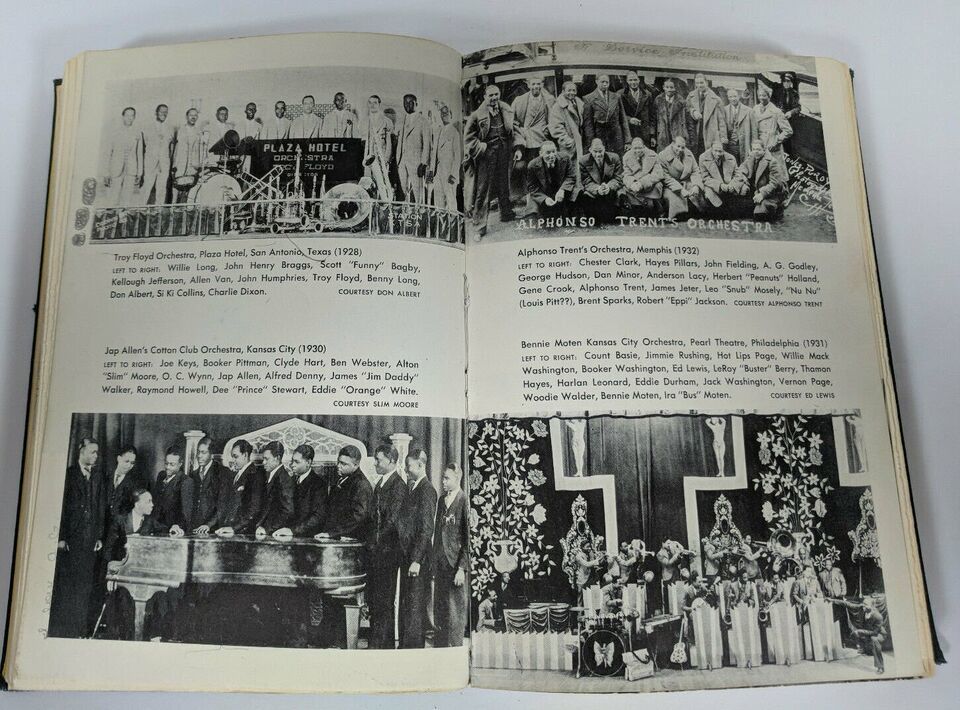 PLAZA HOTEL
ORCHESTRA
TROY FLOYD
DIRECTOR
STATION
Troy Floyd Orchestra, Plaza Hotel, San Antonio, Texas (1928)
LEFT TO RIGHT: Willie Long, John Henry Braggs, Scott "Funny" Bagby,
Kellough Jefferson, Allen Van, John Humphries, Troy Floyd, Benny Long,
Don Albert, Si Ki Collins, Charlie Dixon. COURTESY DON ALBERT
Jap Allen's Cotton Club Orchestra, Kansas City (1930)
LEFT TO RIGHT: Joe Keys, Booker Pittman, Clyde Hart, Ben Webster, Alton
"Slim" Moore, O. C. Wynn, Jap Allen, Alfred Denny, James "Jim Daddy"
Walker, Raymond Howell, Dee "Prince" Stewart, Eddie "Orange" White.
COURTESY SLIM MOORE
Service Institution
ALPHONSO TRENT'S ORCHESTRA
Alphonso Trent's Orchestra, Memphis (1932)
LEFT TO RIGHT: Chester Clark, Hayes Pillars, John Fielding, A. G. Godley,
George Hudson, Dan Minor, Anderson Lacy, Herbert "Peanuts" Holland,
Gene Crook, Alphonso Trent, James Jeter, Leo "Snub" Mosely, "Nu Nu"
(Louis Pitt??), Brent Sparks, Robert "Eppi" Jackson. COURTESY ALPHONSO TRENT
Bennie Moten Kansas City Orchestra, Pearl Theatre, Philadelphia (1931)
LEFT TO RIGHT: Count Basie, Jimmie Rushing, Hot Lips Page, Willie Mack
Washington, Booker Washington, Ed Lewis, LeRoy "Buster" Berry, Thamon
Hayes, Harlan Leonard, Eddie Durham, Jack Washington, Vernon Page,
Woodie Walder, Bennie Moten, Ira "Bus" Moten. COURTESY ED LEWIS